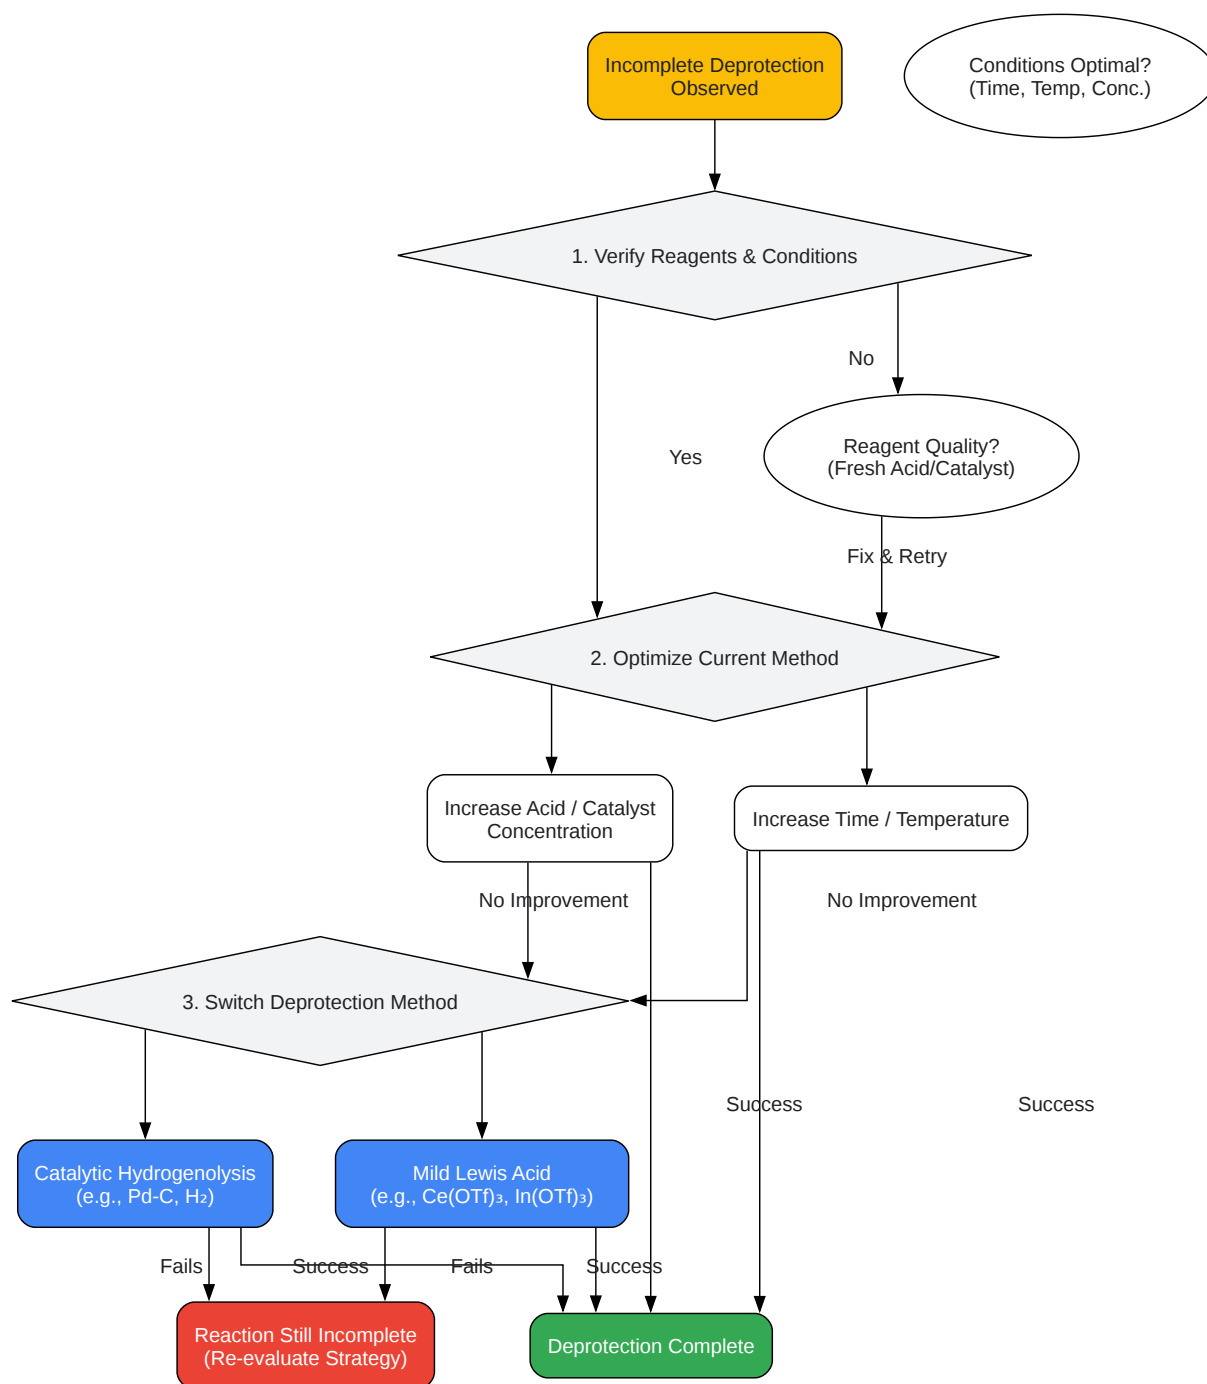 Incomplete Deprotection
Observed
Conditions Optimal?
(Time, Temp, Conc.)
1. Verify Reagents & Conditions
No
Yes
Reagent Quality?
(Fresh Acid/Catalyst)
Fix & Retry
2. Optimize Current Method
Increase Acid / Catalyst
Concentration
Increase Time / Temperature
No Improvement
No Improvement
3. Switch Deprotection Method
Success
Success
Catalytic Hydrogenolysis
(e.g., Pd-C, H₂)
Mild Lewis Acid
(e.g., Ce(OTf)₃, In(OTf)₃)
Fails
Success
Fails
Success
Reaction Still Incomplete
(Re-evaluate Strategy)
Deprotection Complete